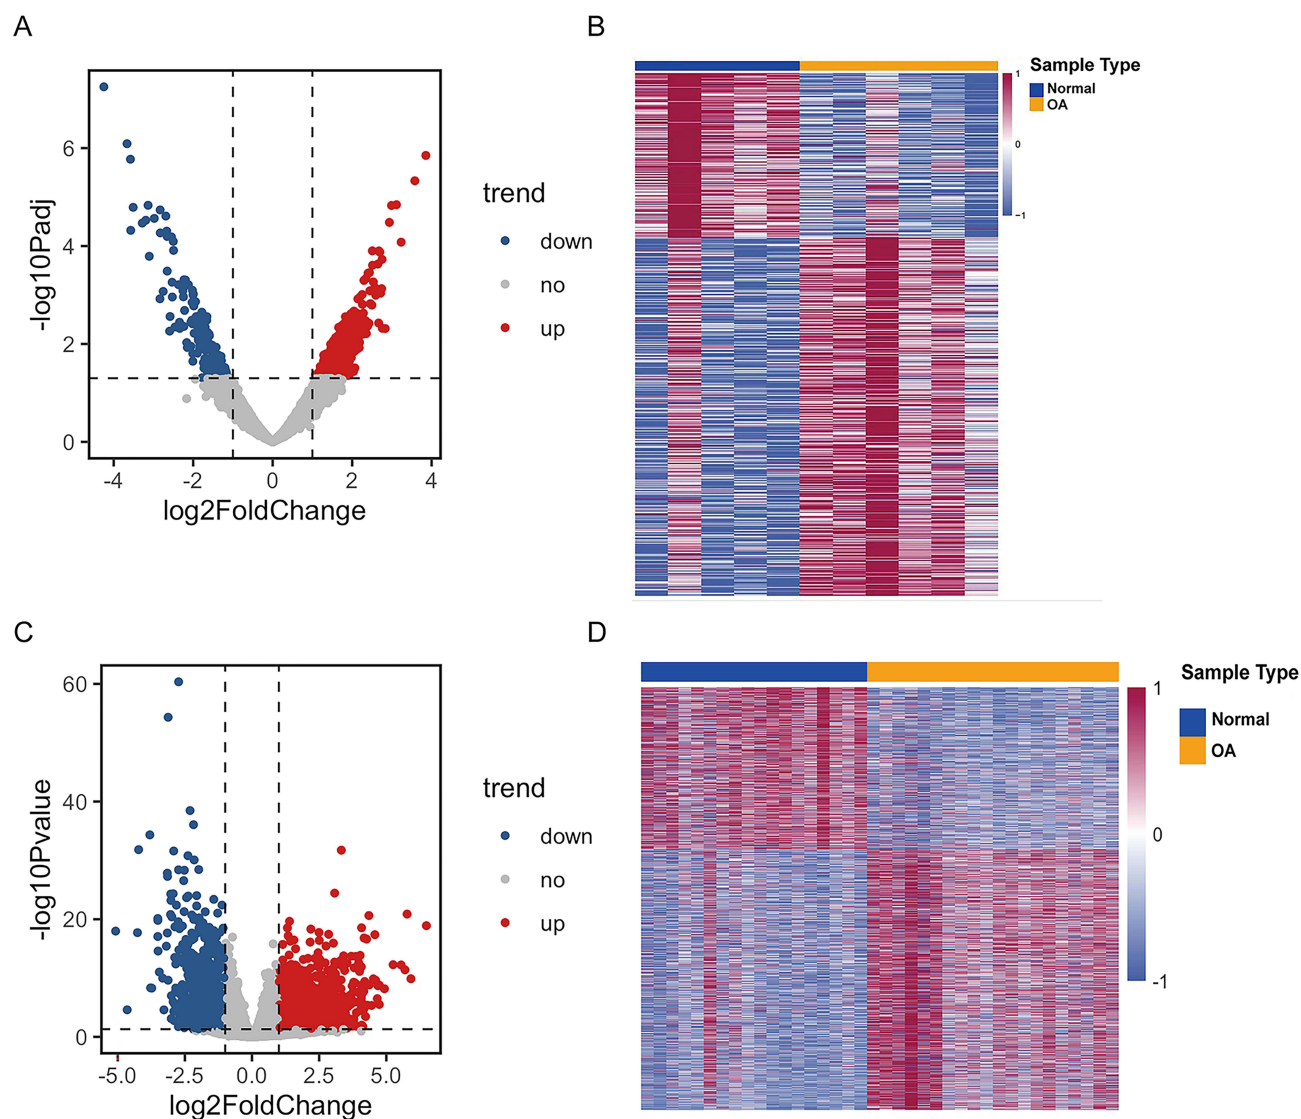 A
-log10Padj
6
4
2
0
-4
-2
0
2
4
log2FoldChange
trend
down
no
up
B
Sample Type
Normal
OA
1
0
-1
C
-log10Pvalue
60
40
20
0
-5.0
-2.5
0.0
2.5
5.0
log2FoldChange
trend
down
no
up
D
Sample Type
Normal
OA
1
0
-1